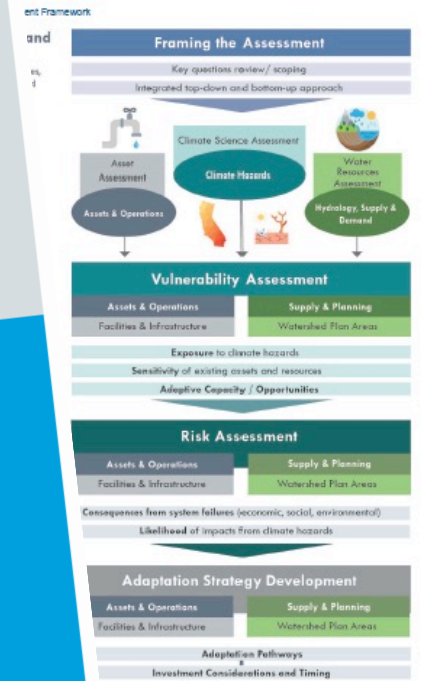 ent Framework
and
es,
Framing the Assessment
Key questions review/ scoping
Integrated top-down and bottom-up approach
Asset
Assessment
Assets & Operations
Climate Science Assessment
Climate Hazards
Water
Resources
Assessment
Hydrology, Supply &
Demand
Vulnerability Assessment
Assets & Operations
Supply & Planning
Facilities & Infrastructure
Watershed Plan Areas
Exposure to climate hazards
Sensitivity of existing assets and resources
Adaptive Capacity / Opportunities
Risk Assessment
Assets & Operations
Supply & Planning
Facilities & Infrastructure
Watershed Plan Areas
Consequences from system failures (economic, social, environmental)
Likelihood of impacts from climate hazards
Adaptation Strategy Development
Assets & Operations
Supply & Planning
Facilities & Infrastructure
Watershed Plan Areas
Adaptation Pathways
Investment Considerations and Timing